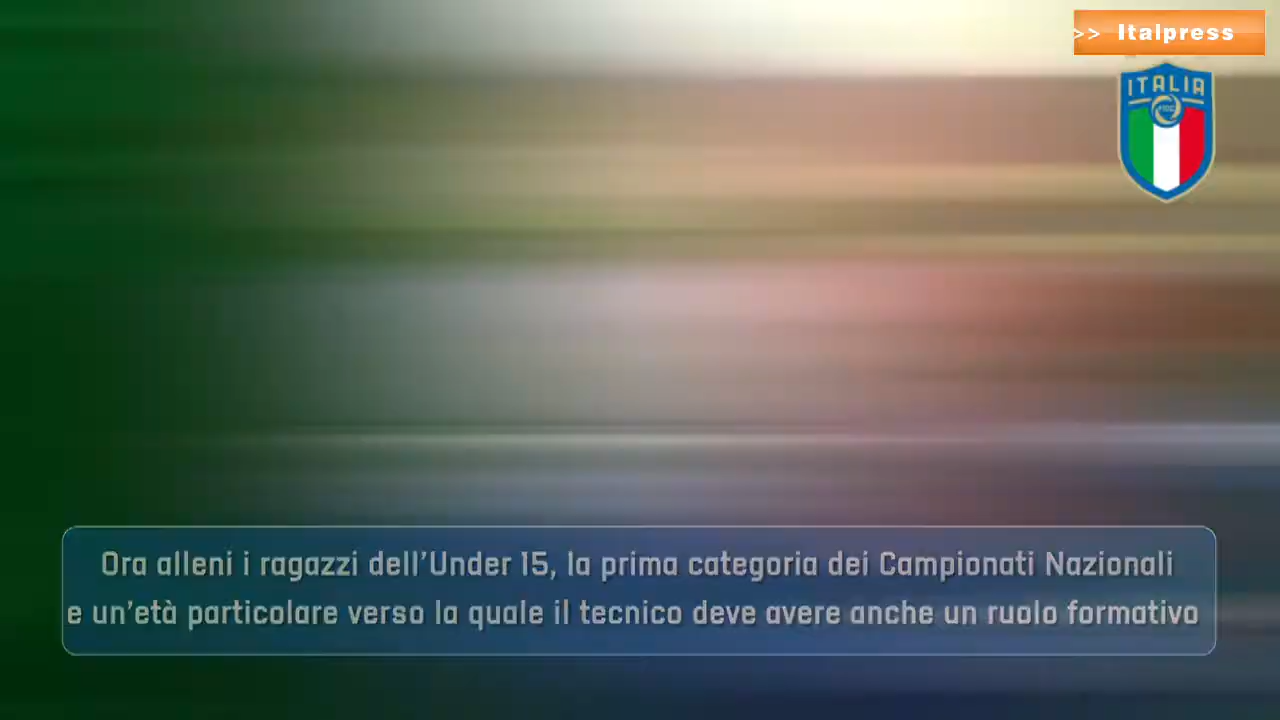 >> Italpress
ITALIA
FIGC
Ora alleni i ragazzi dell'Under 15, la prima categoria dei Campionati Nazionali
e un'età particolare verso la quale il tecnico deve avere anche un ruolo formativo